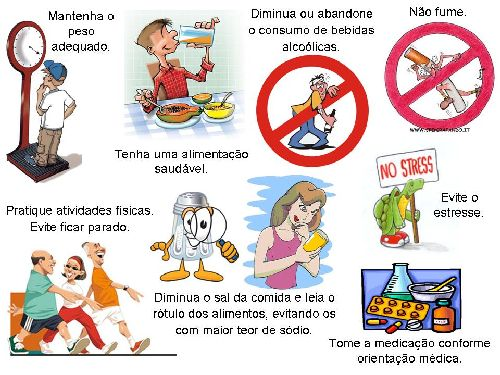 Mantenha o
peso
adequado.
Tenha uma alimentação
saudável.
Diminua ou abandone
o consumo de bebidas
alcoólicas.
Não fume.
Pratique atividades físicas.
Evite ficar parado.
Diminua o sal da comida e leia o
rótulo dos alimentos, evitando os
com maior teor de sódio.
NO STRESS
Evite o
estresse.
Tome a medicação conforme
orientação médica.